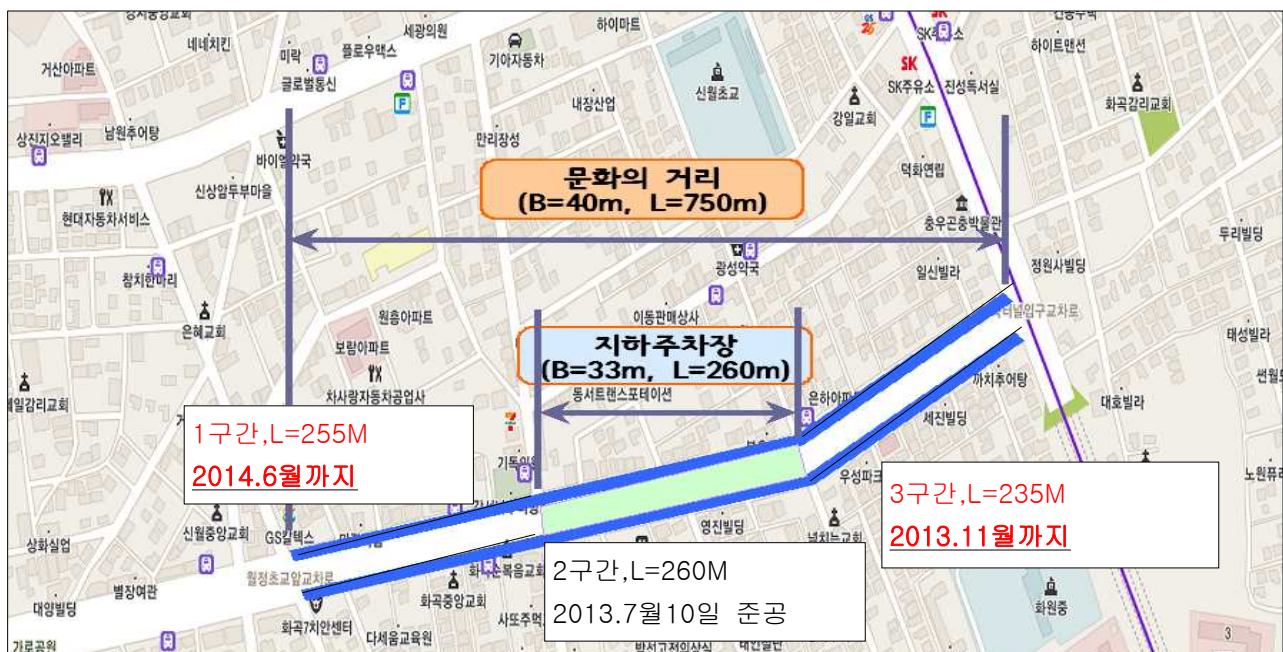 네네치킨
미락
플로우맥스
세광의원
하이마트
기아자동차
거산아파트
글로벌통신
SK
SK주유소
진성독서실
하이트맨션
신월초교
내장산업
강일교회
화곡감리교회
상진지오밸리
남원추어탕
만리장성
바이엘약국
문화의 거리
(B=40m, L=750m)
덕화연립
신상암두부마을
현대자동차서비스
충우곤충박물관
두리빌딩
광성약국
일신빌라
정원사빌딩
참치한마리
은혜교회
원흥아파트
이동판매상사
보람아파트
지하주차장
(B=33m, L=260m)
태성빌라
차사랑자동차공업사
동서트랜스포테이션
까치추어탕
대호빌라
세진빌딩
1구간,L=255M
2014.6월까지
기독의원
우성파크
3구간,L=235M
2013.11월까지
신월중앙교회
GS칼텍스
영진빌딩
상화실업
2구간,L=260M
2013.7월10일 준공
별장여관
월정초교앞교차로
화곡중앙교회
대양빌딩
화곡7치안센터
다세움교육원
화원중
가로공원
3